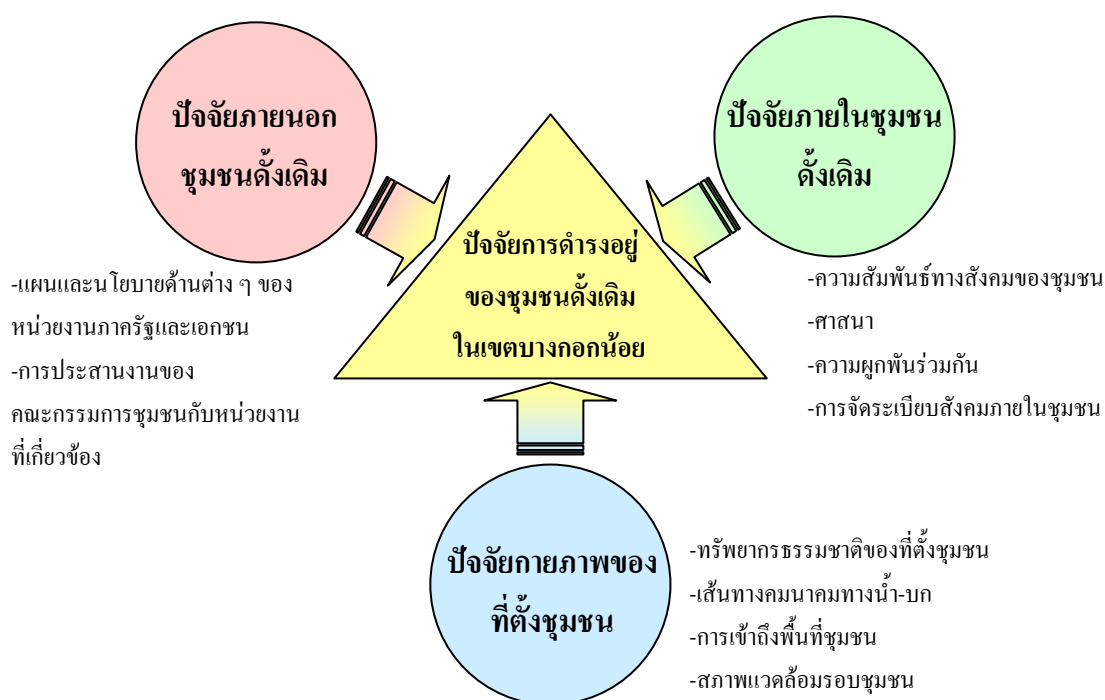 ปัจจัยภายนอก
ชุมชนดั้งเดิม
ปัจจัยภายในชุมชน
ดั้งเดิม
ปัจจัยการดำรงอยู่
ของชุมชนดั้งเดิม
ในเขตบางกอกน้อย
-แผนและนโยบายด้านต่าง ๆ ของ
หน่วยงานภาครัฐและเอกชน
-การประสานงานของ
คณะกรรมการชุมชนกับหน่วยงาน
ที่เกี่ยวข้อง
-ความสัมพันธ์ทางสังคมของชุมชน
-ศาสนา
-ความผูกพันร่วมกัน
-การจัดระเบียบสังคมภายในชุมชน
ปัจจัยกายภาพของ
ที่ตั้งชุมชน
-ทรัพยากรธรรมชาติของที่ตั้งชุมชน
-เส้นทางคมนาคมทางน้ำ-บก
-การเข้าถึงพื้นที่ชุมชน
-สภาพแวดล้อมรอบชุมชน